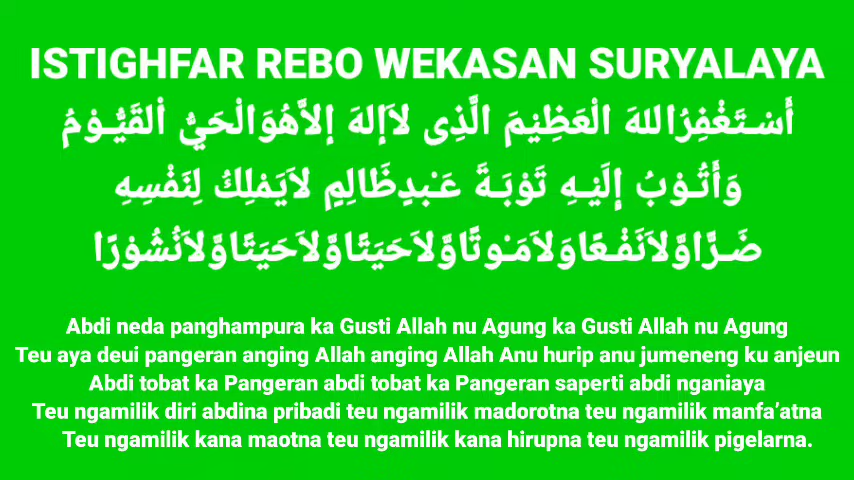 ISTIGHFAR REBO WEKASAN SURYALAYA
أَسْتَغْفِرُاللهَ الْعَظِيْمَ الَّذِى لاَإِلهَ إِلاَّهُوَالْحَيُّ اْلقَيُّوْمُ
وَأَتُوْبُ إِلَيْهِ تَوْبَةَ عَبْدٍظَالِمٍ لاَيَمْلِكُ لِنَفْسِهِ
ضَرًّاوَّلاَنَفْعًاوَلاَمَوْتًاوَّلاَحَيَتًاوَّلاَحَيَتًاوَّلاَنُشُوْرًا
Abdi neda panghampura ka Gusti Allah nu Agung ka Gusti Allah nu Agung
Teu aya deui pangeran anging Allah anging Allah Anu hurip anu jumeneng ku anjeun
Abdi tobat ka Pangeran abdi tobat ka Pangeran saperti abdi nganiaya
Teu ngamilik diri abdina pribadi teu ngamilik madorotna teu ngamilik manfa’atna
Teu ngamilik kana maotna teu ngamilik kana hirupna teu ngamilik pigelarna.